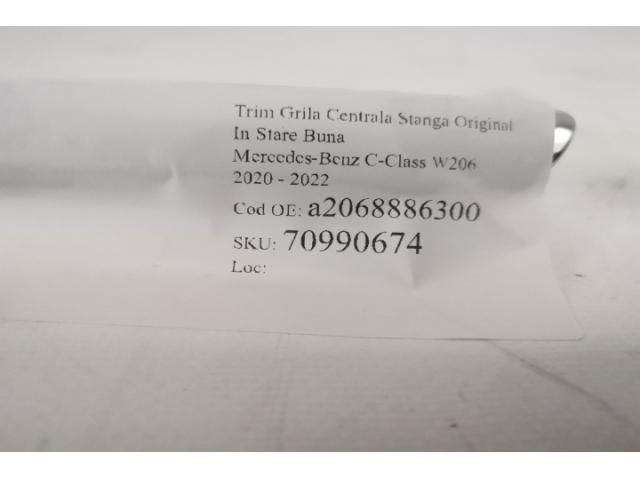 Trim Grila Centrala Stanga Original
In Stare Buna
Mercedes-Benz C-Class W206
2020 - 2022
Cod OE: a2068886300
SKU: 70990674
Loc: